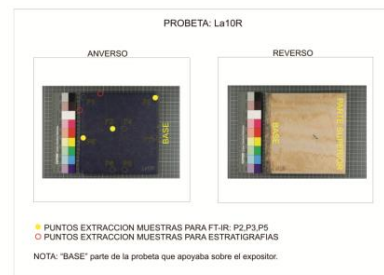 PROBETA: La10R
ANVERSO
REVERSO
BASE
BASE
PUNTOS EXTRACCION MUESTRAS PARA FT-IR: P2,P3,P5
PUNTOS EXTRACCION MUESTRAS PARA ESTRATIGRAFIAS
NOTA: "BASE" parte de la probeta que apoyaba sobre el expositor.